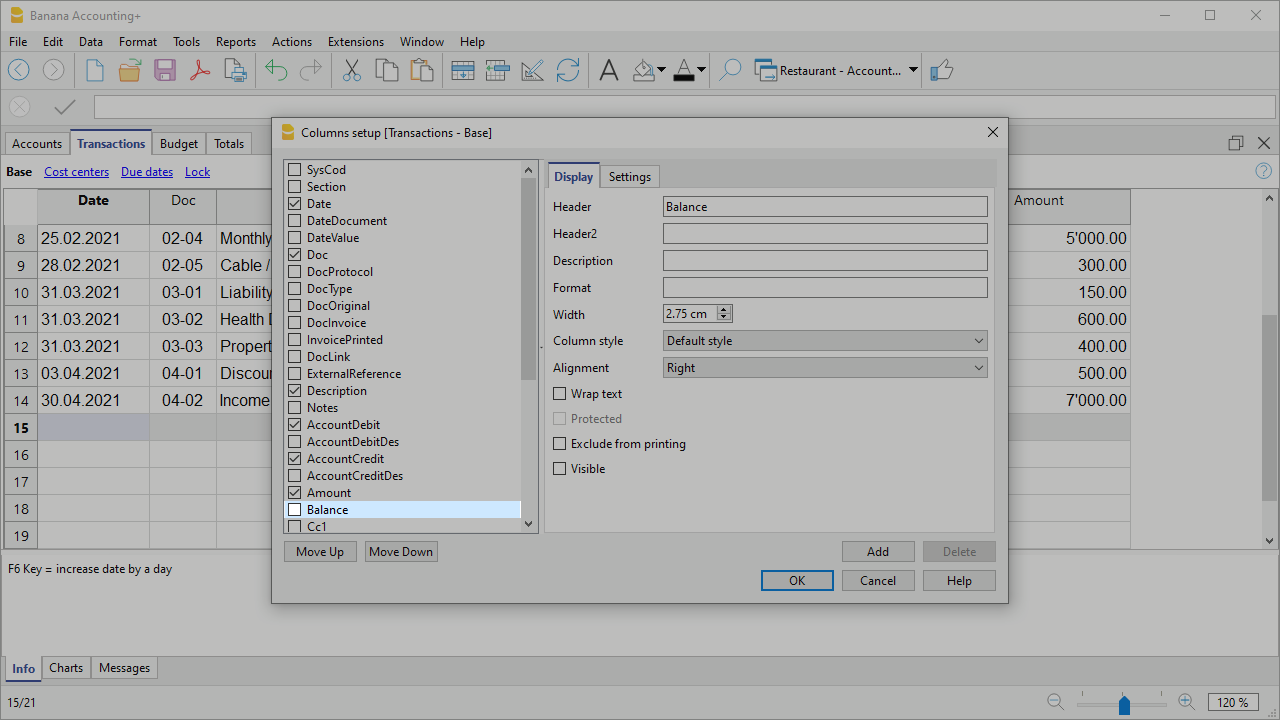 Banana Accounting+
File Edit Data Format Tools Reports Actions Extensions Window Help
Restaurant - Account...
Accounts Transactions Budget Totals
Base Cost centers Due dates Lock
Date Doc Amount
8 25.02.2021 02-04 Monthly 5'000.00
9 28.02.2021 02-05 Cable / 300.00
10 31.03.2021 03-01 Liability 150.00
11 31.03.2021 03-02 Health 600.00
12 31.03.2021 03-03 Proper 400.00
13 03.04.2021 04-01 Discou 500.00
14 30.04.2021 04-02 Income 7'000.00
15
16
17
18
19
Columns setup [Transactions - Base]
SysCod
Section
Date
DateDocument
DateValue
Doc
DocProtocol
DocType
DocOriginal
DocInvoice
InvoicePrinted
DocLink
ExternalReference
Description
Notes
AccountDebit
AccountDebitDes
AccountCredit
AccountCreditDes
Amount
Balance
Cc1
Move Up Move Down
Display Settings
Header Balance
Header2
Description
Format
Width 2.75 cm
Column style Default style
Alignment Right
Wrap text
Protected
Exclude from printing
Visible
Add Delete
OK Cancel Help
F6 Key = increase date by a day
Info Charts Messages
15/21 120 %